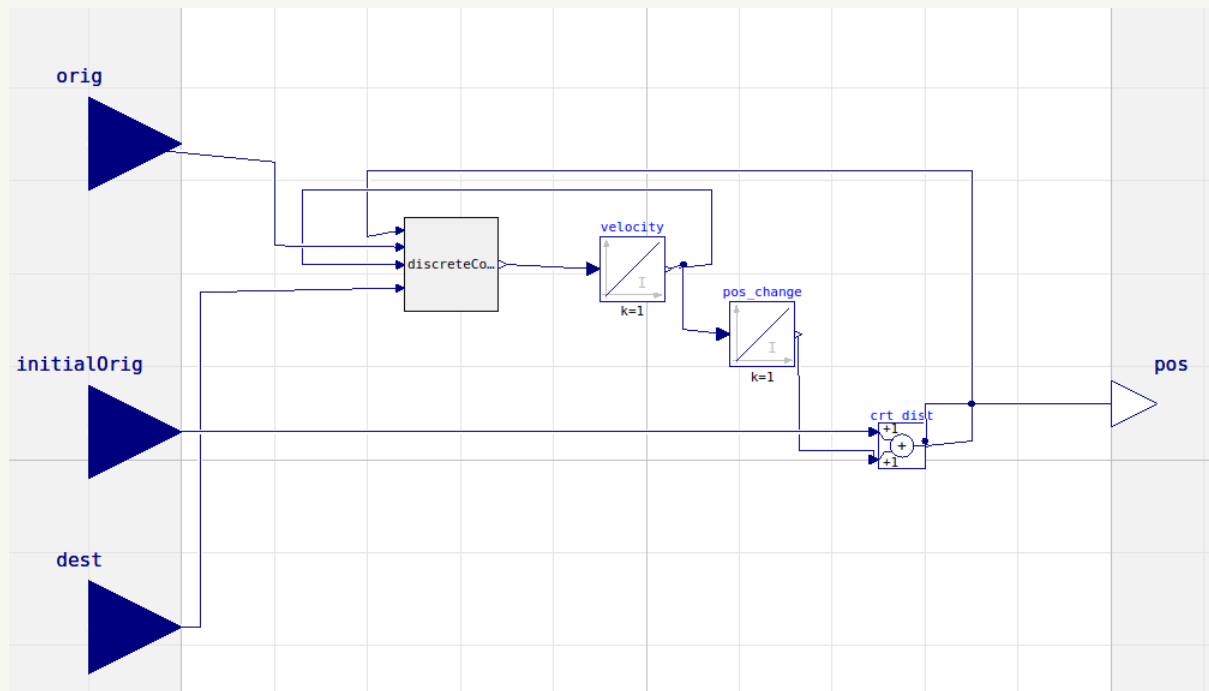 orig
velocity
discreteCo…
I
pos_change
k=1
I
initialOrig
pos
k=1
crt_dist
+1
+
+1
dest